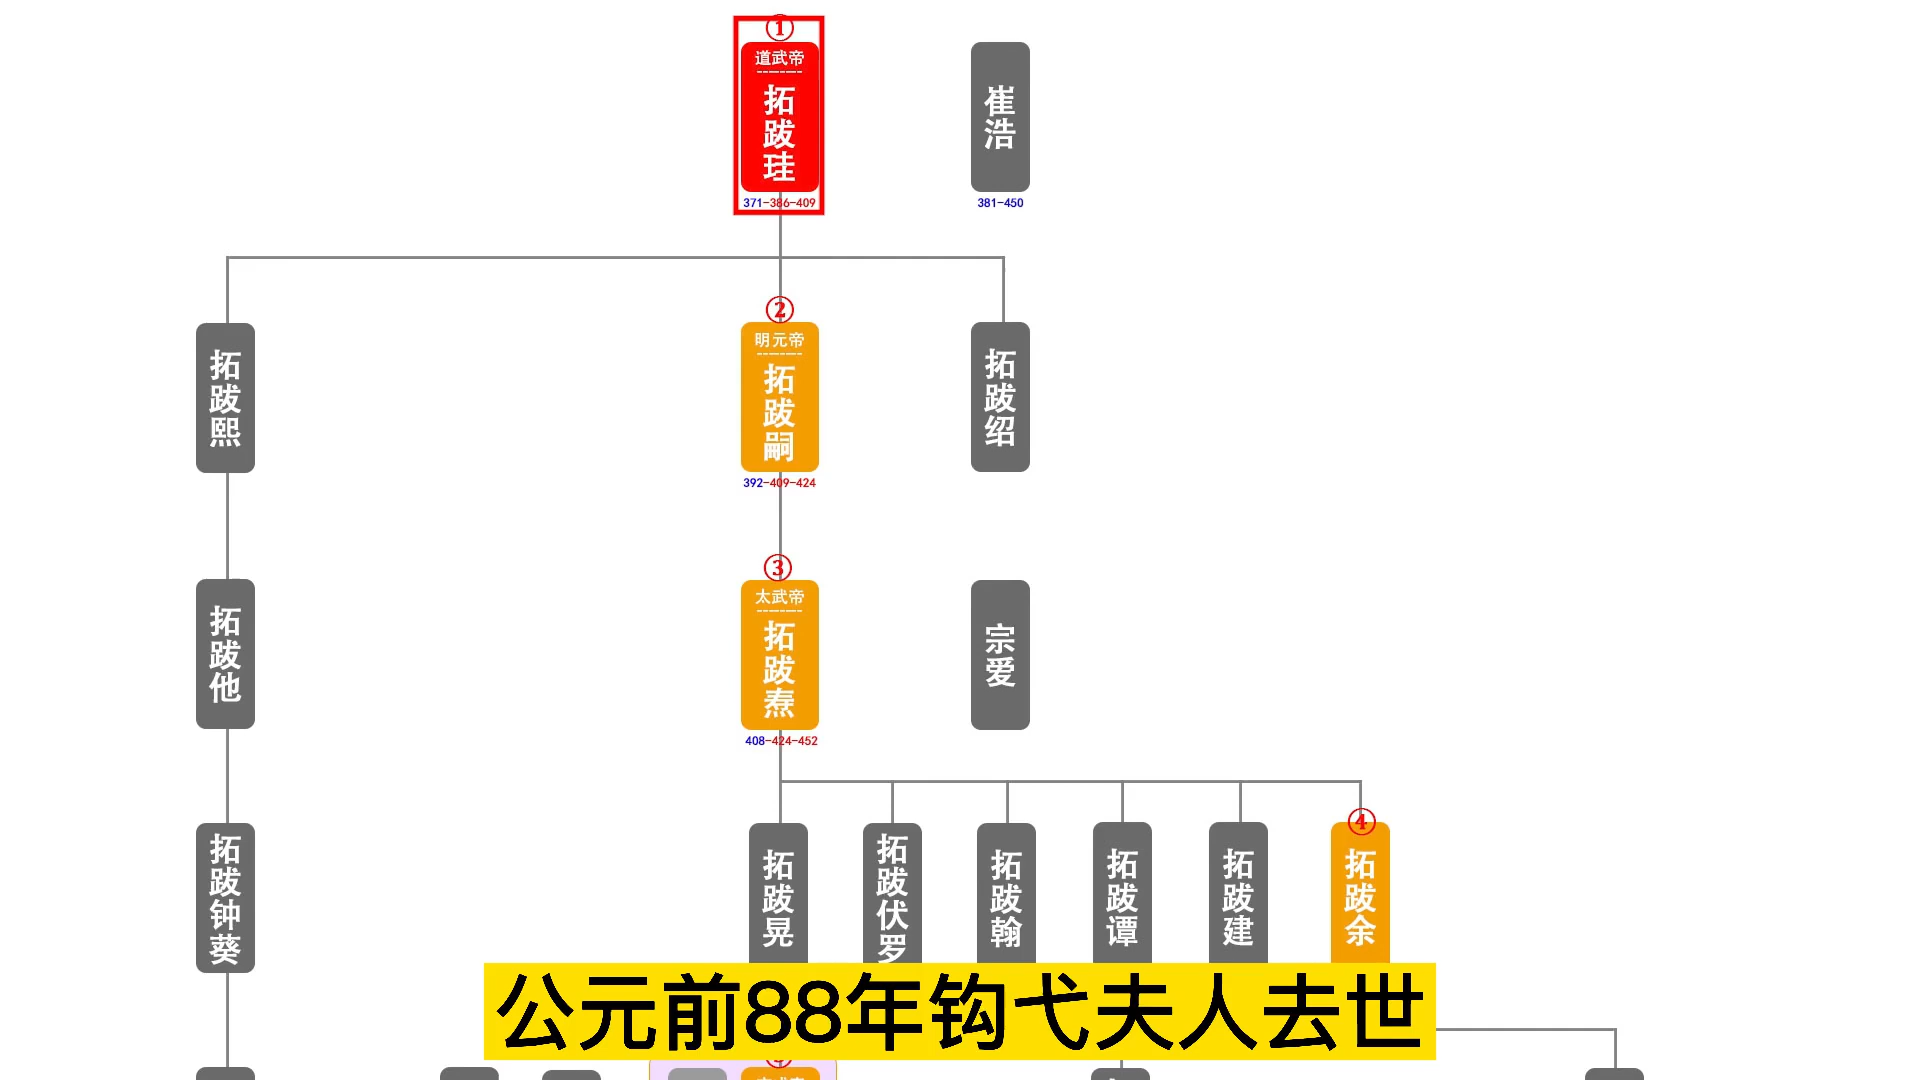 ①
道武帝
拓跋珪
371-386-409
崔浩
381-450
拓跋熙
②
明元帝
拓跋嗣
392-409-424
拓跋绍
拓跋他
③
太武帝
拓跋焘
408-424-452
宗爱
拓跋钟葵
拓跋晃
拓跋伏罗
拓跋翰
拓跋谭
拓跋建
④
拓跋余
公元前88年钩弋夫人去世